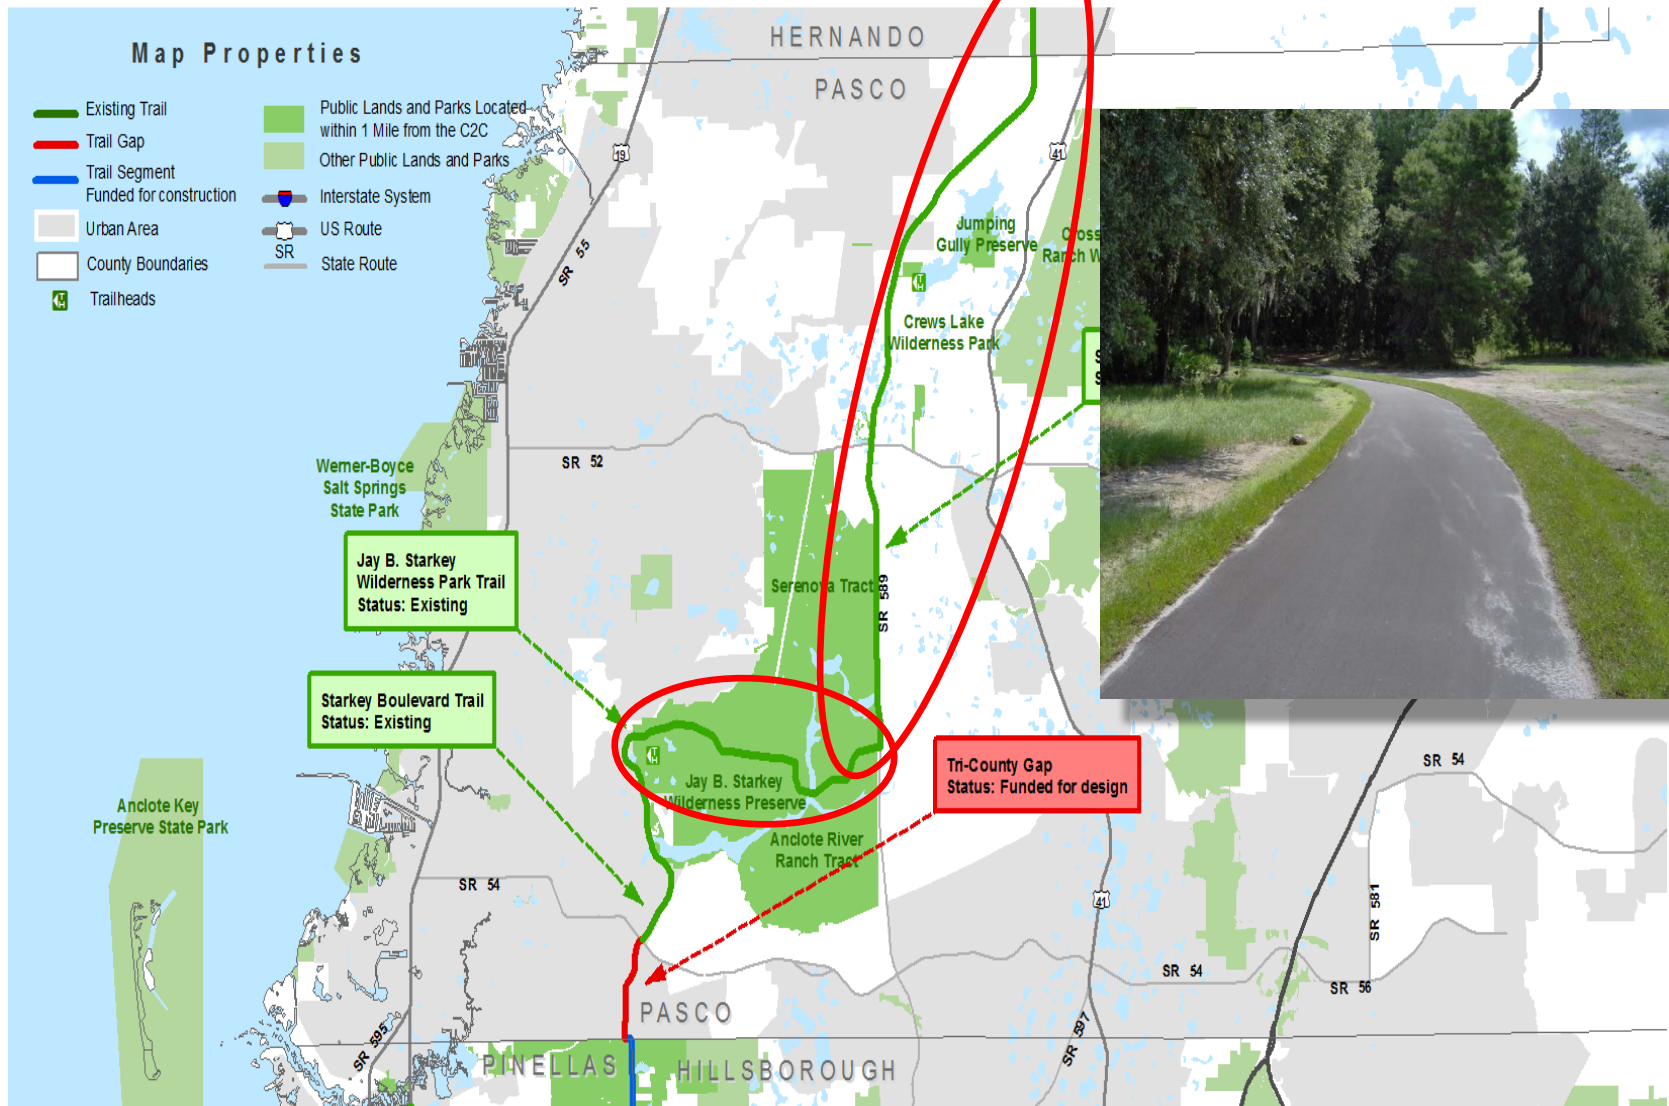 Map Properties
Existing Trail
Trail Gap
Trail Segment
Funded for construction
Urban Area
County Boundaries
TH
Trailheads
Public Lands and Parks Located
within 1 Mile from the C2C
Other Public Lands and Parks
Interstate System
US Route
SR
State Route
HERNANDO
PASCO
19
41
SR 55
Jumping
Gully Preserve
Cross
Ranch W
TH
Crews Lake
Wilderness Park
S
S
SR 52
Werner-Boyce
Salt Springs
State Park
Jay B. Starkey
Wilderness Park Trail
Status: Existing
Serenova Tract
SR 589
Starkey Boulevard Trail
Status: Existing
TH
Jay B. Starkey
Wilderness Preserve
Tri-County Gap
Status: Funded for design
SR 54
Anclote Key
Preserve State Park
Anclote River
Ranch Tract
SR 54
41
SR 581
SR 54
SR 56
PASCO
SR 595
SR 597
PINELLAS
HILLSBOROUGH